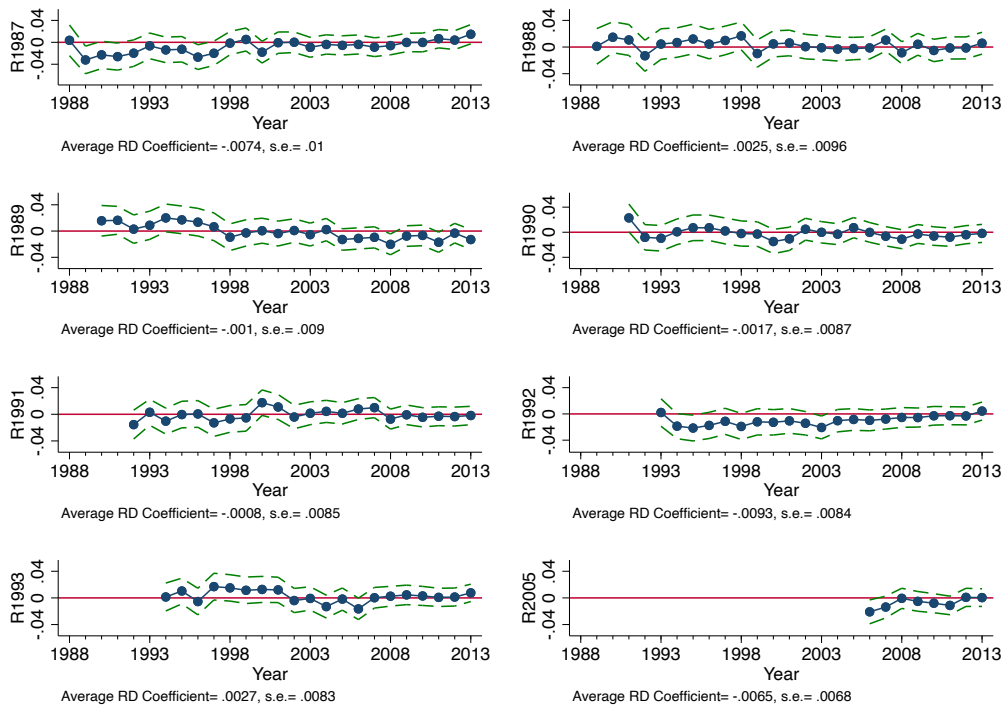 R1987
-.04 0 .04
1988 1993 1998 2003 2008 2013
Year
Average RD Coefficient= -.0074, s.e.= .01
R1988
-.04 0 .04
1988 1993 1998 2003 2008 2013
Year
Average RD Coefficient= .0025, s.e.= .0096
R1989
-.04 0 .04
1988 1993 1998 2003 2008 2013
Year
Average RD Coefficient= -.001, s.e.= .009
R1990
-.04 0 .04
1988 1993 1998 2003 2008 2013
Year
Average RD Coefficient= -.0017, s.e.= .0087
R1991
-.04 0 .04
1988 1993 1998 2003 2008 2013
Year
Average RD Coefficient= -.0008, s.e.= .0085
R1992
-.04 0 .04
1988 1993 1998 2003 2008 2013
Year
Average RD Coefficient= -.0093, s.e.= .0084
R1993
-.04 0 .04
1988 1993 1998 2003 2008 2013
Year
Average RD Coefficient= .0027, s.e.= .0083
R2005
-.04 0 .04
1988 1993 1998 2003 2008 2013
Year
Average RD Coefficient= -.0065, s.e.= .0068